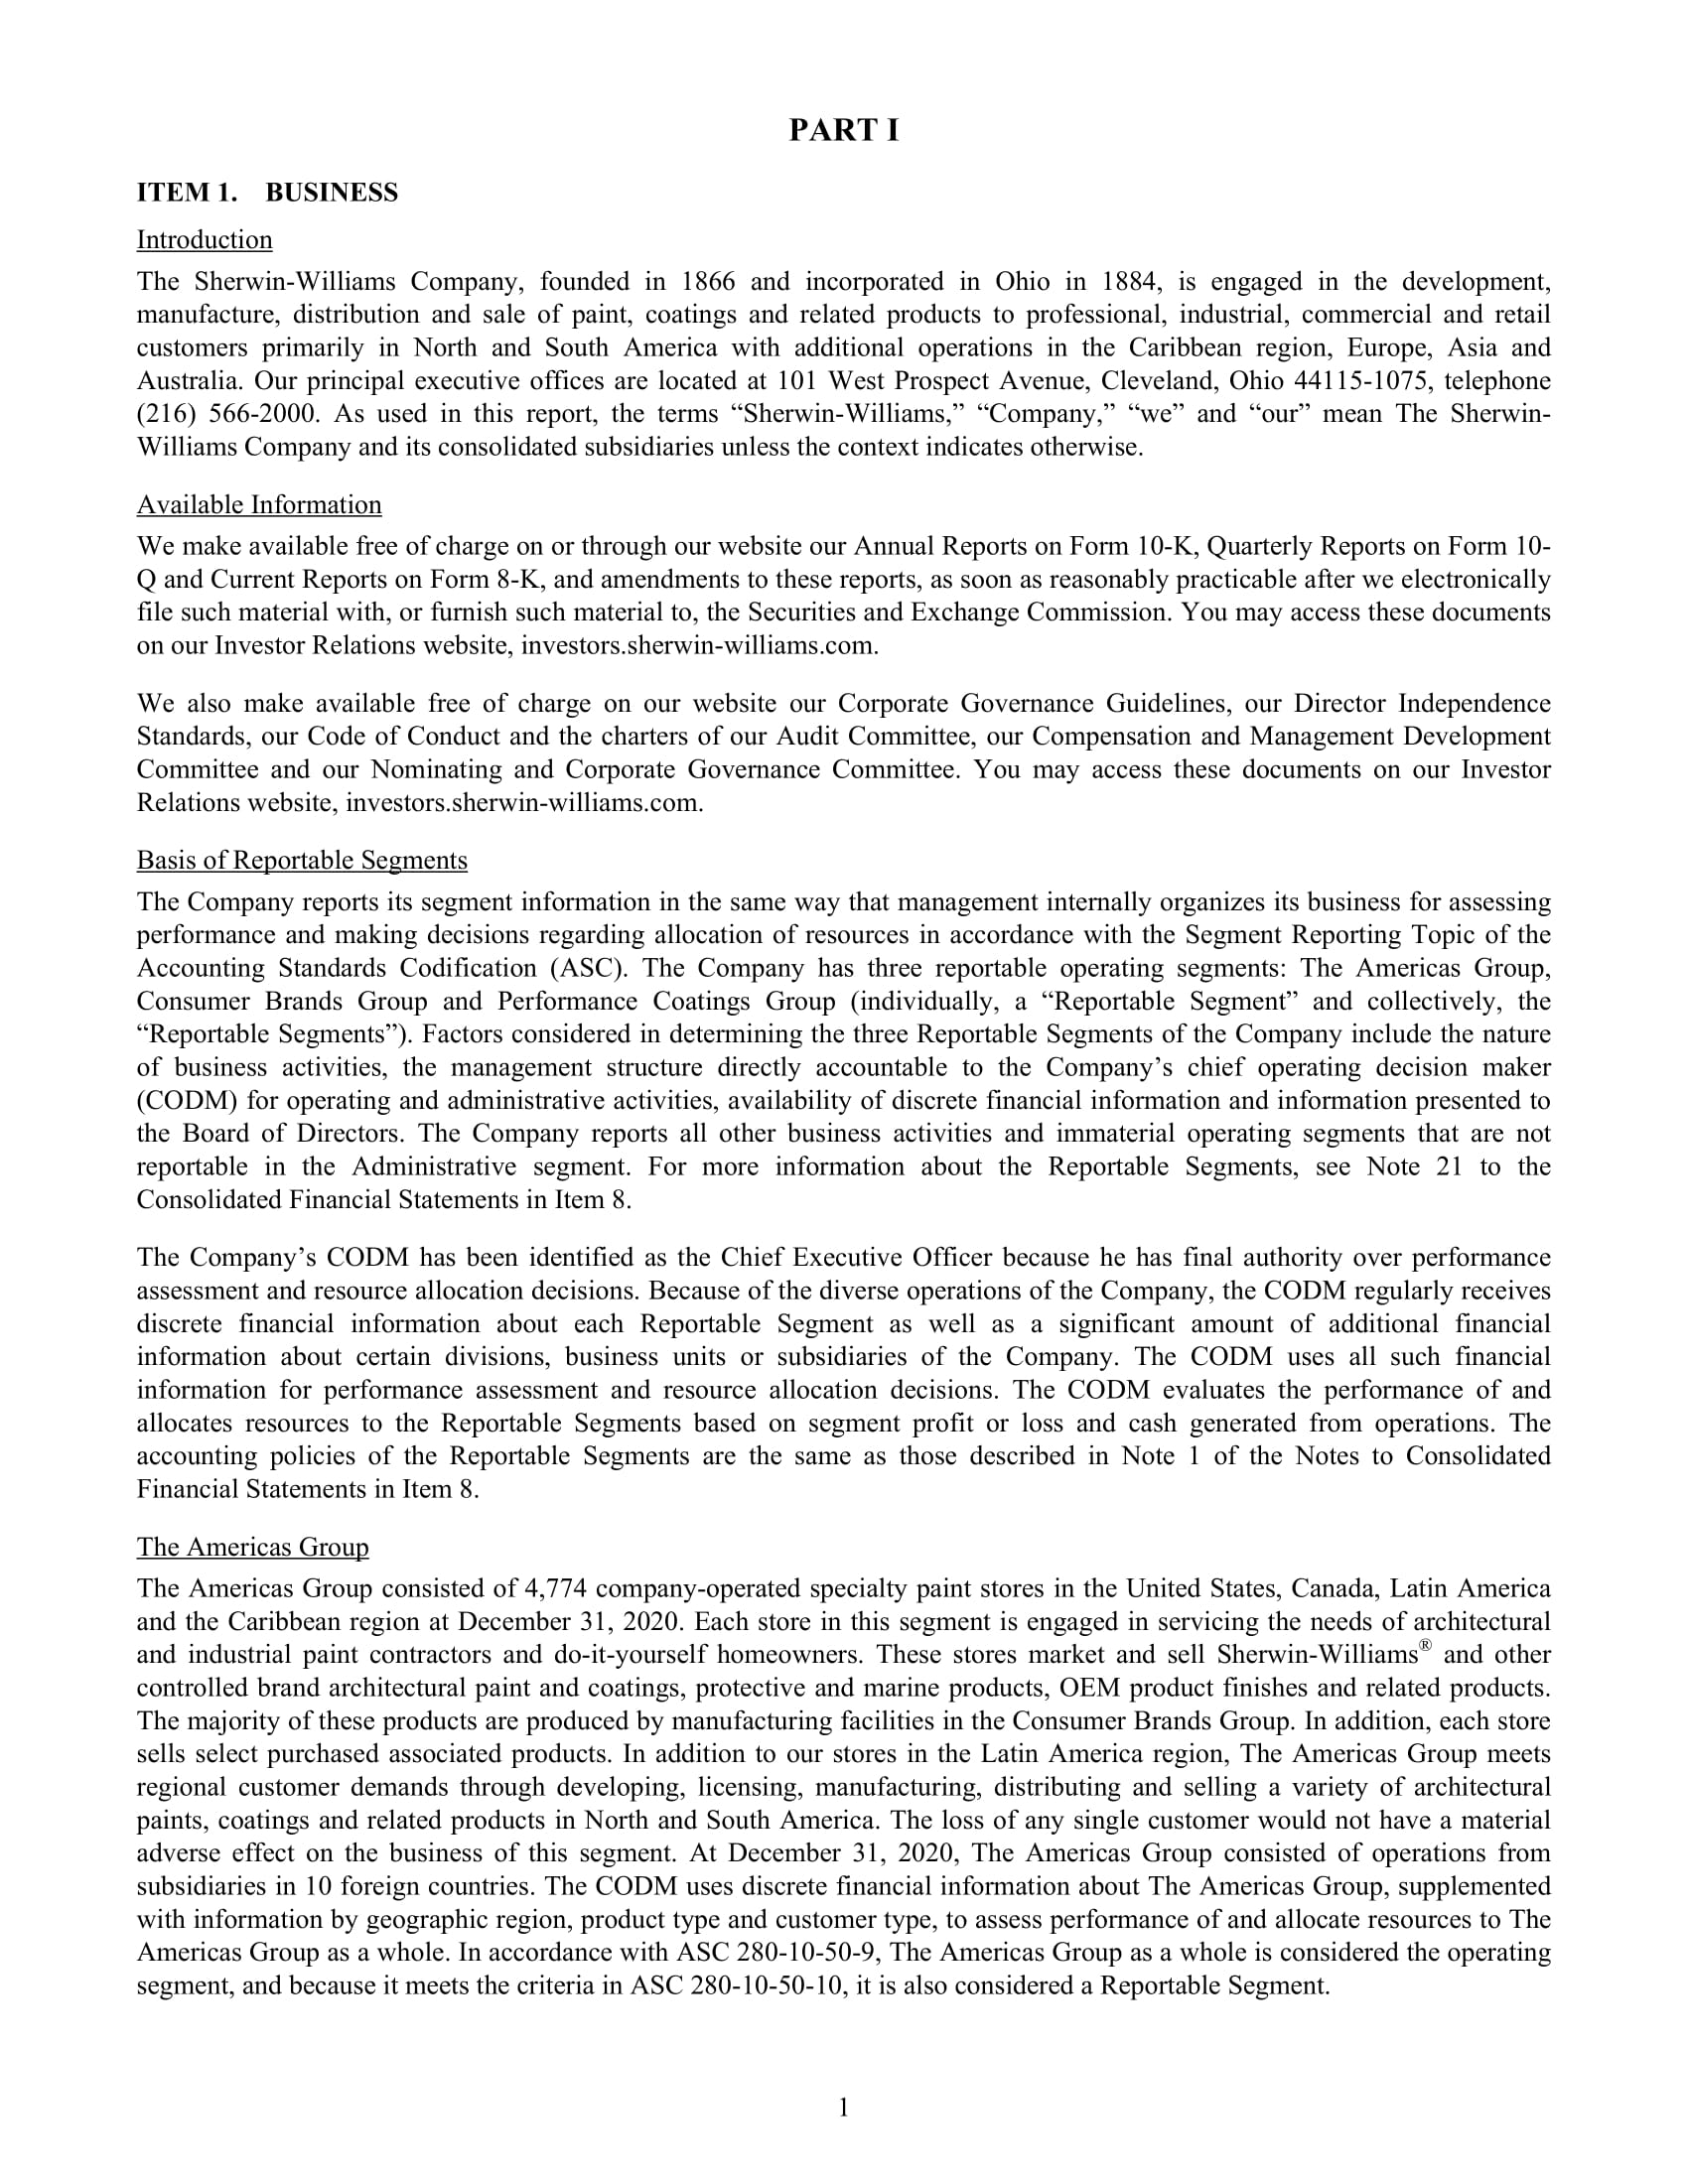 PART I
ITEM 1. BUSINESS
Introduction
The Sherwin-Williams Company, founded in 1866 and incorporated in Ohio in 1884, is engaged in the development,
manufacture, distribution and sale of paint, coatings and related products to professional, industrial, commercial and retail
customers primarily in North and South America with additional operations in the Caribbean region, Europe, Asia and
Australia. Our principal executive offices are located at 101 West Prospect Avenue, Cleveland, Ohio 44115-1075, telephone
(216) 566-2000. As used in this report, the terms “Sherwin-Williams,” “Company,” “we” and “our” mean The Sherwin-
Williams Company and its consolidated subsidiaries unless the context indicates otherwise.
Available Information
We make available free of charge on or through our website our Annual Reports on Form 10-K, Quarterly Reports on Form 10-
Q and Current Reports on Form 8-K, and amendments to these reports, as soon as reasonably practicable after we electronically
file such material with, or furnish such material to, the Securities and Exchange Commission. You may access these documents
on our Investor Relations website, investors.sherwin-williams.com.
We also make available free of charge on our website our Corporate Governance Guidelines, our Director Independence
Standards, our Code of Conduct and the charters of our Audit Committee, our Compensation and Management Development
Committee and our Nominating and Corporate Governance Committee. You may access these documents on our Investor
Relations website, investors.sherwin-williams.com.
Basis of Reportable Segments
The Company reports its segment information in the same way that management internally organizes its business for assessing
performance and making decisions regarding allocation of resources in accordance with the Segment Reporting Topic of the
Accounting Standards Codification (ASC). The Company has three reportable operating segments: The Americas Group,
Consumer Brands Group and Performance Coatings Group (individually, a “Reportable Segment” and collectively, the
“Reportable Segments”). Factors considered in determining the three Reportable Segments of the Company include the nature
of business activities, the management structure directly accountable to the Company’s chief operating decision maker
(CODM) for operating and administrative activities, availability of discrete financial information and information presented to
the Board of Directors. The Company reports all other business activities and immaterial operating segments that are not
reportable in the Administrative segment. For more information about the Reportable Segments, see Note 21 to the
Consolidated Financial Statements in Item 8.
The Company’s CODM has been identified as the Chief Executive Officer because he has final authority over performance
assessment and resource allocation decisions. Because of the diverse operations of the Company, the CODM regularly receives
discrete financial information about each Reportable Segment as well as a significant amount of additional financial
information about certain divisions, business units or subsidiaries of the Company. The CODM uses all such financial
information for performance assessment and resource allocation decisions. The CODM evaluates the performance of and
allocates resources to the Reportable Segments based on segment profit or loss and cash generated from operations. The
accounting policies of the Reportable Segments are the same as those described in Note 1 of the Notes to Consolidated
Financial Statements in Item 8.
The Americas Group
The Americas Group consisted of 4,774 company-operated specialty paint stores in the United States, Canada, Latin America
and the Caribbean region at December 31, 2020. Each store in this segment is engaged in servicing the needs of architectural
and industrial paint contractors and do-it-yourself homeowners. These stores market and sell Sherwin-Williams® and other
controlled brand architectural paint and coatings, protective and marine products, OEM product finishes and related products.
The majority of these products are produced by manufacturing facilities in the Consumer Brands Group. In addition, each store
sells select purchased associated products. In addition to our stores in the Latin America region, The Americas Group meets
regional customer demands through developing, licensing, manufacturing, distributing and selling a variety of architectural
paints, coatings and related products in North and South America. The loss of any single customer would not have a material
adverse effect on the business of this segment. At December 31, 2020, The Americas Group consisted of operations from
subsidiaries in 10 foreign countries. The CODM uses discrete financial information about The Americas Group, supplemented
with information by geographic region, product type and customer type, to assess performance of and allocate resources to The
Americas Group as a whole. In accordance with ASC 280-10-50-9, The Americas Group as a whole is considered the operating
segment, and because it meets the criteria in ASC 280-10-50-10, it is also considered a Reportable Segment.
1